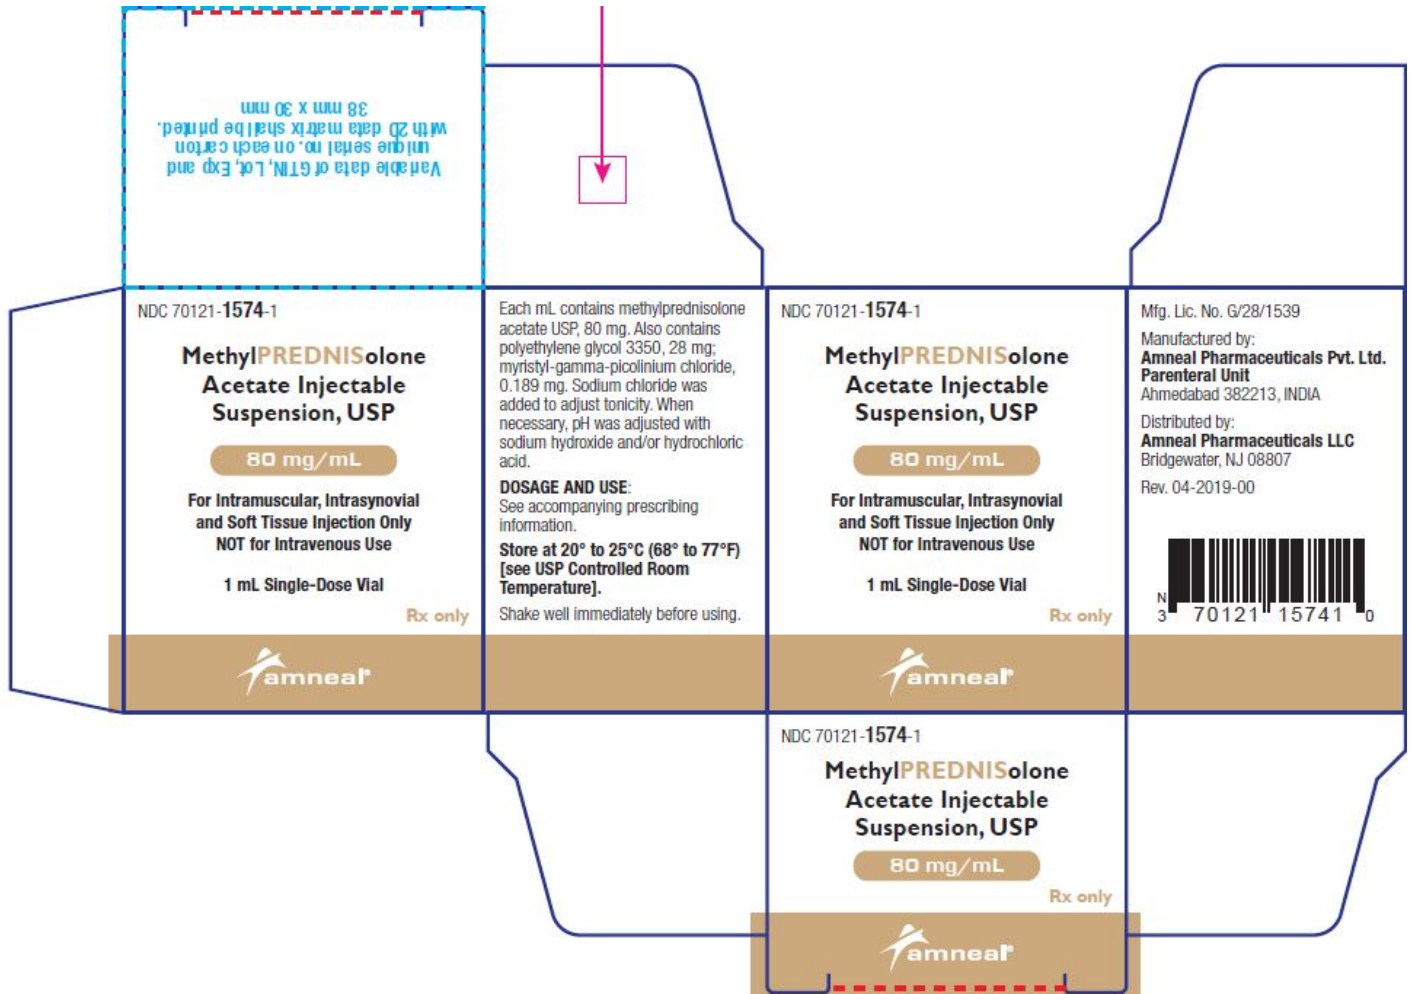 Variable data of GTIN, Lot, Exp and
unique serial no. on each carton
with 2D data matrix shall be printed.
38 mm x 30 mm
NDC 70121-1574-1
MethylPREDNISolone
Acetate Injectable
Suspension, USP
80 mg/mL
For Intramuscular, Intrasynovial
and Soft Tissue Injection Only
NOT for Intravenous Use
1 mL Single-Dose Vial
Rx only
amneal
Each mL contains methylprednisolone
acetate USP, 80 mg. Also contains
polyethylene glycol 3350, 28 mg;
myristyl-gamma-picolinium chloride,
0.189 mg. Sodium chloride was
added to adjust tonicity. When
necessary, pH was adjusted with
sodium hydroxide and/or hydrochloric
acid.
DOSAGE AND USE:
See accompanying prescribing
information.
Store at 20° to 25°C (68° to 77°F)
[see USP Controlled Room
Temperature].
Shake well immediately before using.
NDC 70121-1574-1
MethylPREDNISolone
Acetate Injectable
Suspension, USP
80 mg/mL
For Intramuscular, Intrasynovial
and Soft Tissue Injection Only
NOT for Intravenous Use
1 mL Single-Dose Vial
Rx only
amneal
Mfg. Lic. No. G/28/1539
Manufactured by:
Amneal Pharmaceuticals Pvt. Ltd.
Parenteral Unit
Ahmedabad 382213, INDIA
Distributed by:
Amneal Pharmaceuticals LLC
Bridgewater, NJ 08807
Rev. 04-2019-00
N
3 70121 15741 0
NDC 70121-1574-1
MethylPREDNISolone
Acetate Injectable
Suspension, USP
80 mg/mL
Rx only
amneal